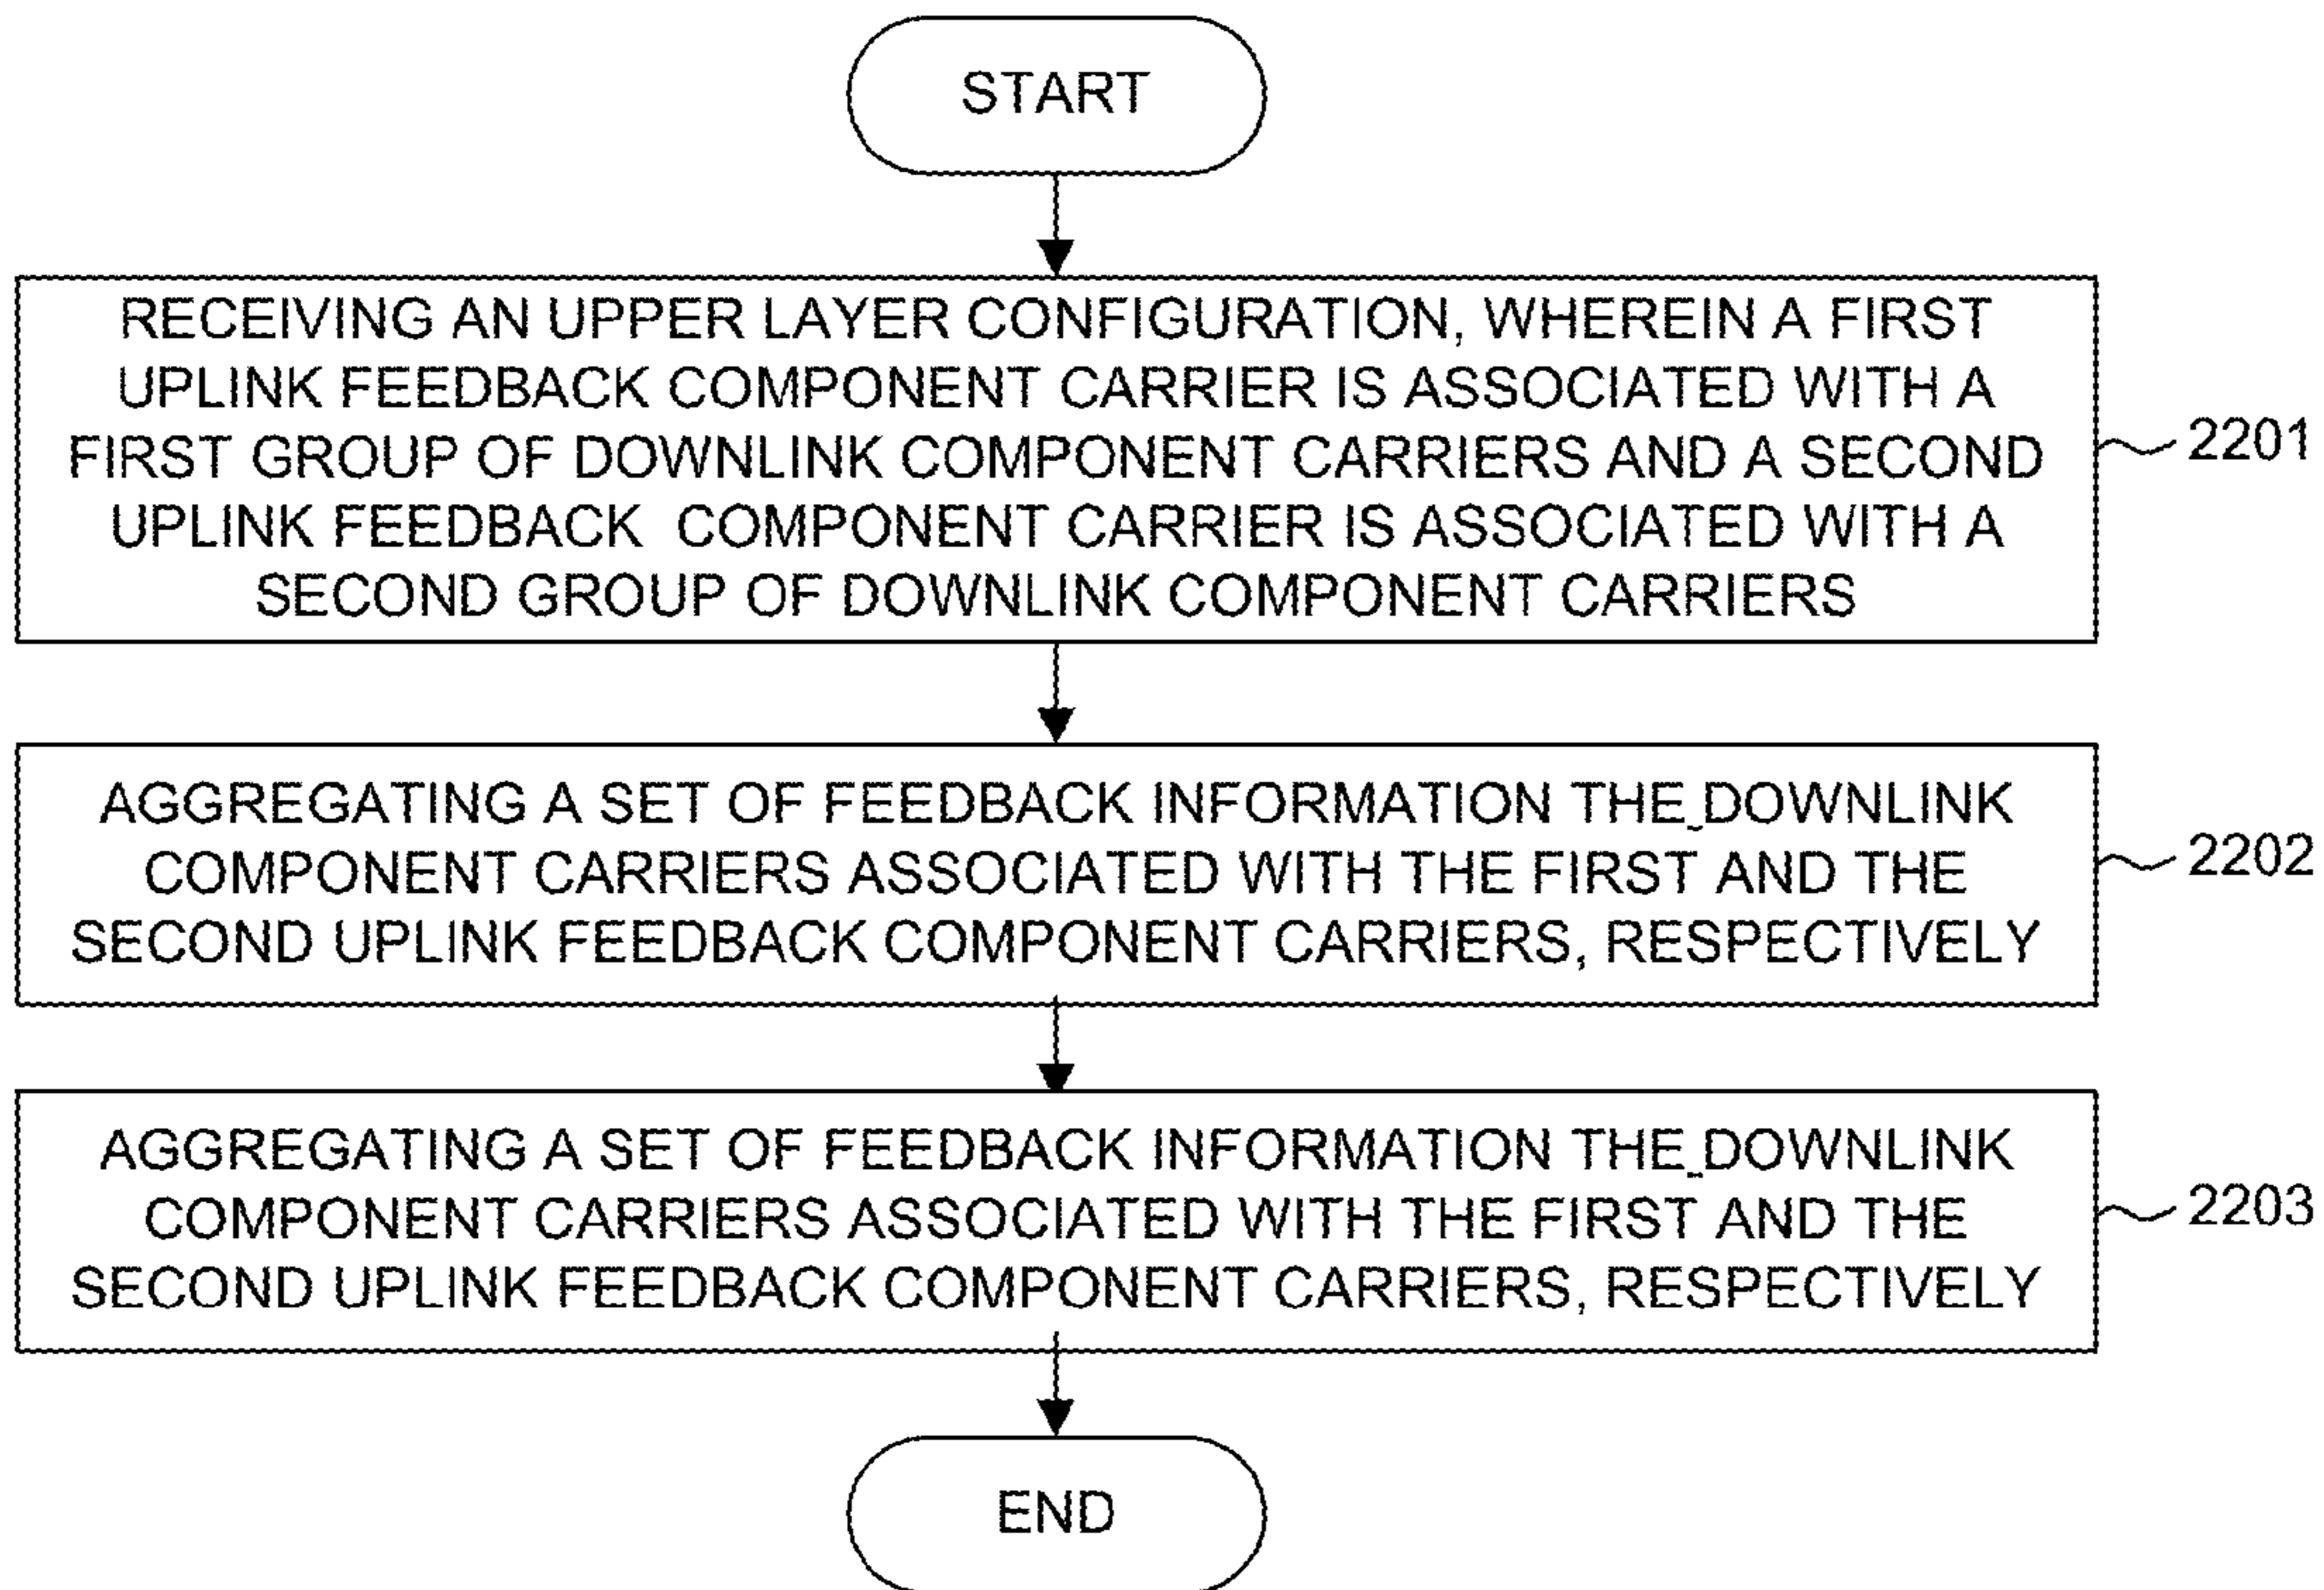 START
RECEIVING AN UPPER LAYER CONFIGURATION, WHEREIN A FIRST
UPLINK FEEDBACK COMPONENT CARRIER IS ASSOCIATED WITH A
FIRST GROUP OF DOWNLINK COMPONENT CARRIERS AND A SECOND
UPLINK FEEDBACK COMPONENT CARRIER IS ASSOCIATED WITH A
SECOND GROUP OF DOWNLINK COMPONENT CARRIERS
2201
AGGREGATING A SET OF FEEDBACK INFORMATION THE DOWNLINK
COMPONENT CARRIERS ASSOCIATED WITH THE FIRST AND THE
SECOND UPLINK FEEDBACK COMPONENT CARRIERS, RESPECTIVELY
2202
AGGREGATING A SET OF FEEDBACK INFORMATION THE DOWNLINK
COMPONENT CARRIERS ASSOCIATED WITH THE FIRST AND THE
SECOND UPLINK FEEDBACK COMPONENT CARRIERS, RESPECTIVELY
2203
END